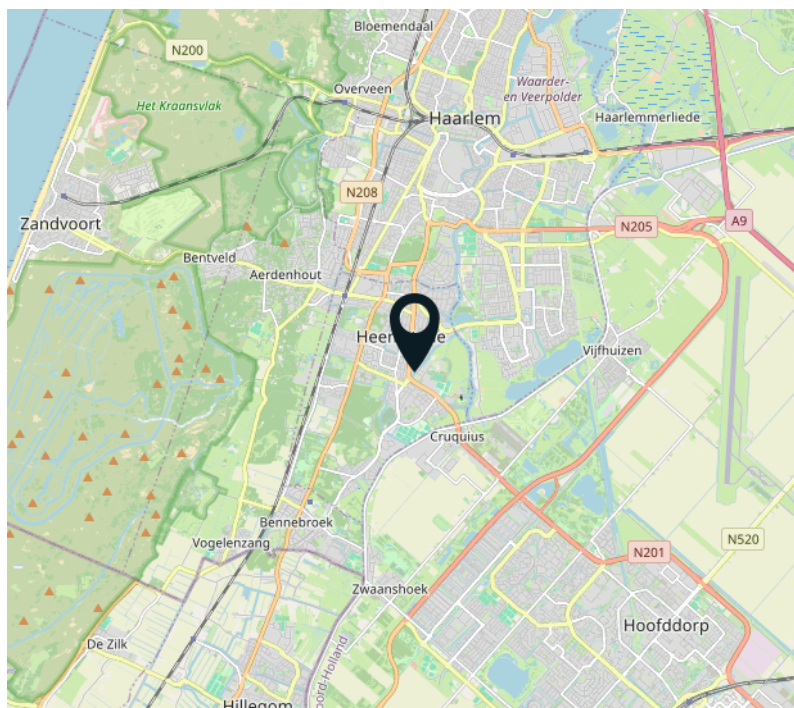 Bloemendaal
N200
Waarder-
en Veerpolder
Overveen
Het Kraansvlak
Haarlem
Haarlemmerliede
N208
Zandvoort
A9
N205
Bentveld
Aerdenhout
Vijfhuizen
Cruquius
Bennebroek
Vogelenzang
N520
N201
Zwaanshoek
Hoofddorp
De Zilk
Hillegom